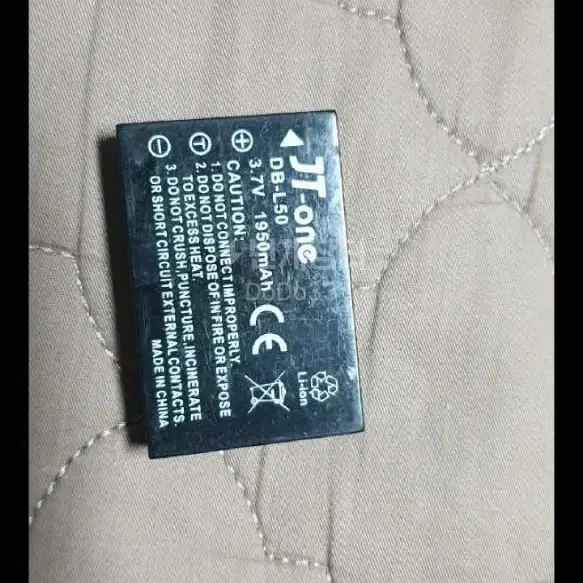 JT-one
DB-L50
3.7V 1950mAh
CAUTION:
1. DO NOT CONNECT IMPROPERLY.
2. DO NOT DISPOSE OF IN FIRE OR EXPOSE
TO EXCESS HEAT.
3. DO NOT CRUSH, PUNCTURE, INCINERATE
OR SHORT CIRCUIT EXTERNAL CONTACTS.
MADE IN CHINA
+
T
−
CE
Li-ion